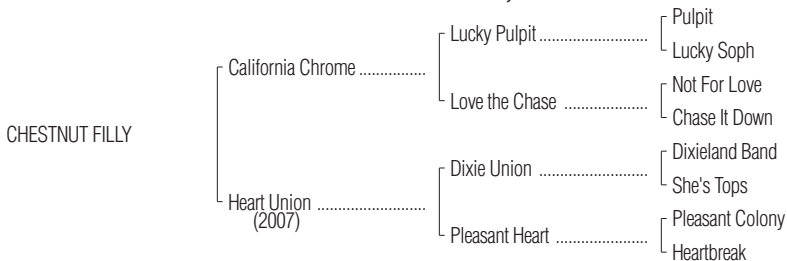 Pulpit
Lucky Pulpit
Lucky Soph
California Chrome
Not For Love
Love the Chase
Chase It Down
CHESTNUT FILLY
Dixieland Band
Dixie Union
She's Tops
Heart Union
(2007)
Pleasant Colony
Pleasant Heart
Heartbreak